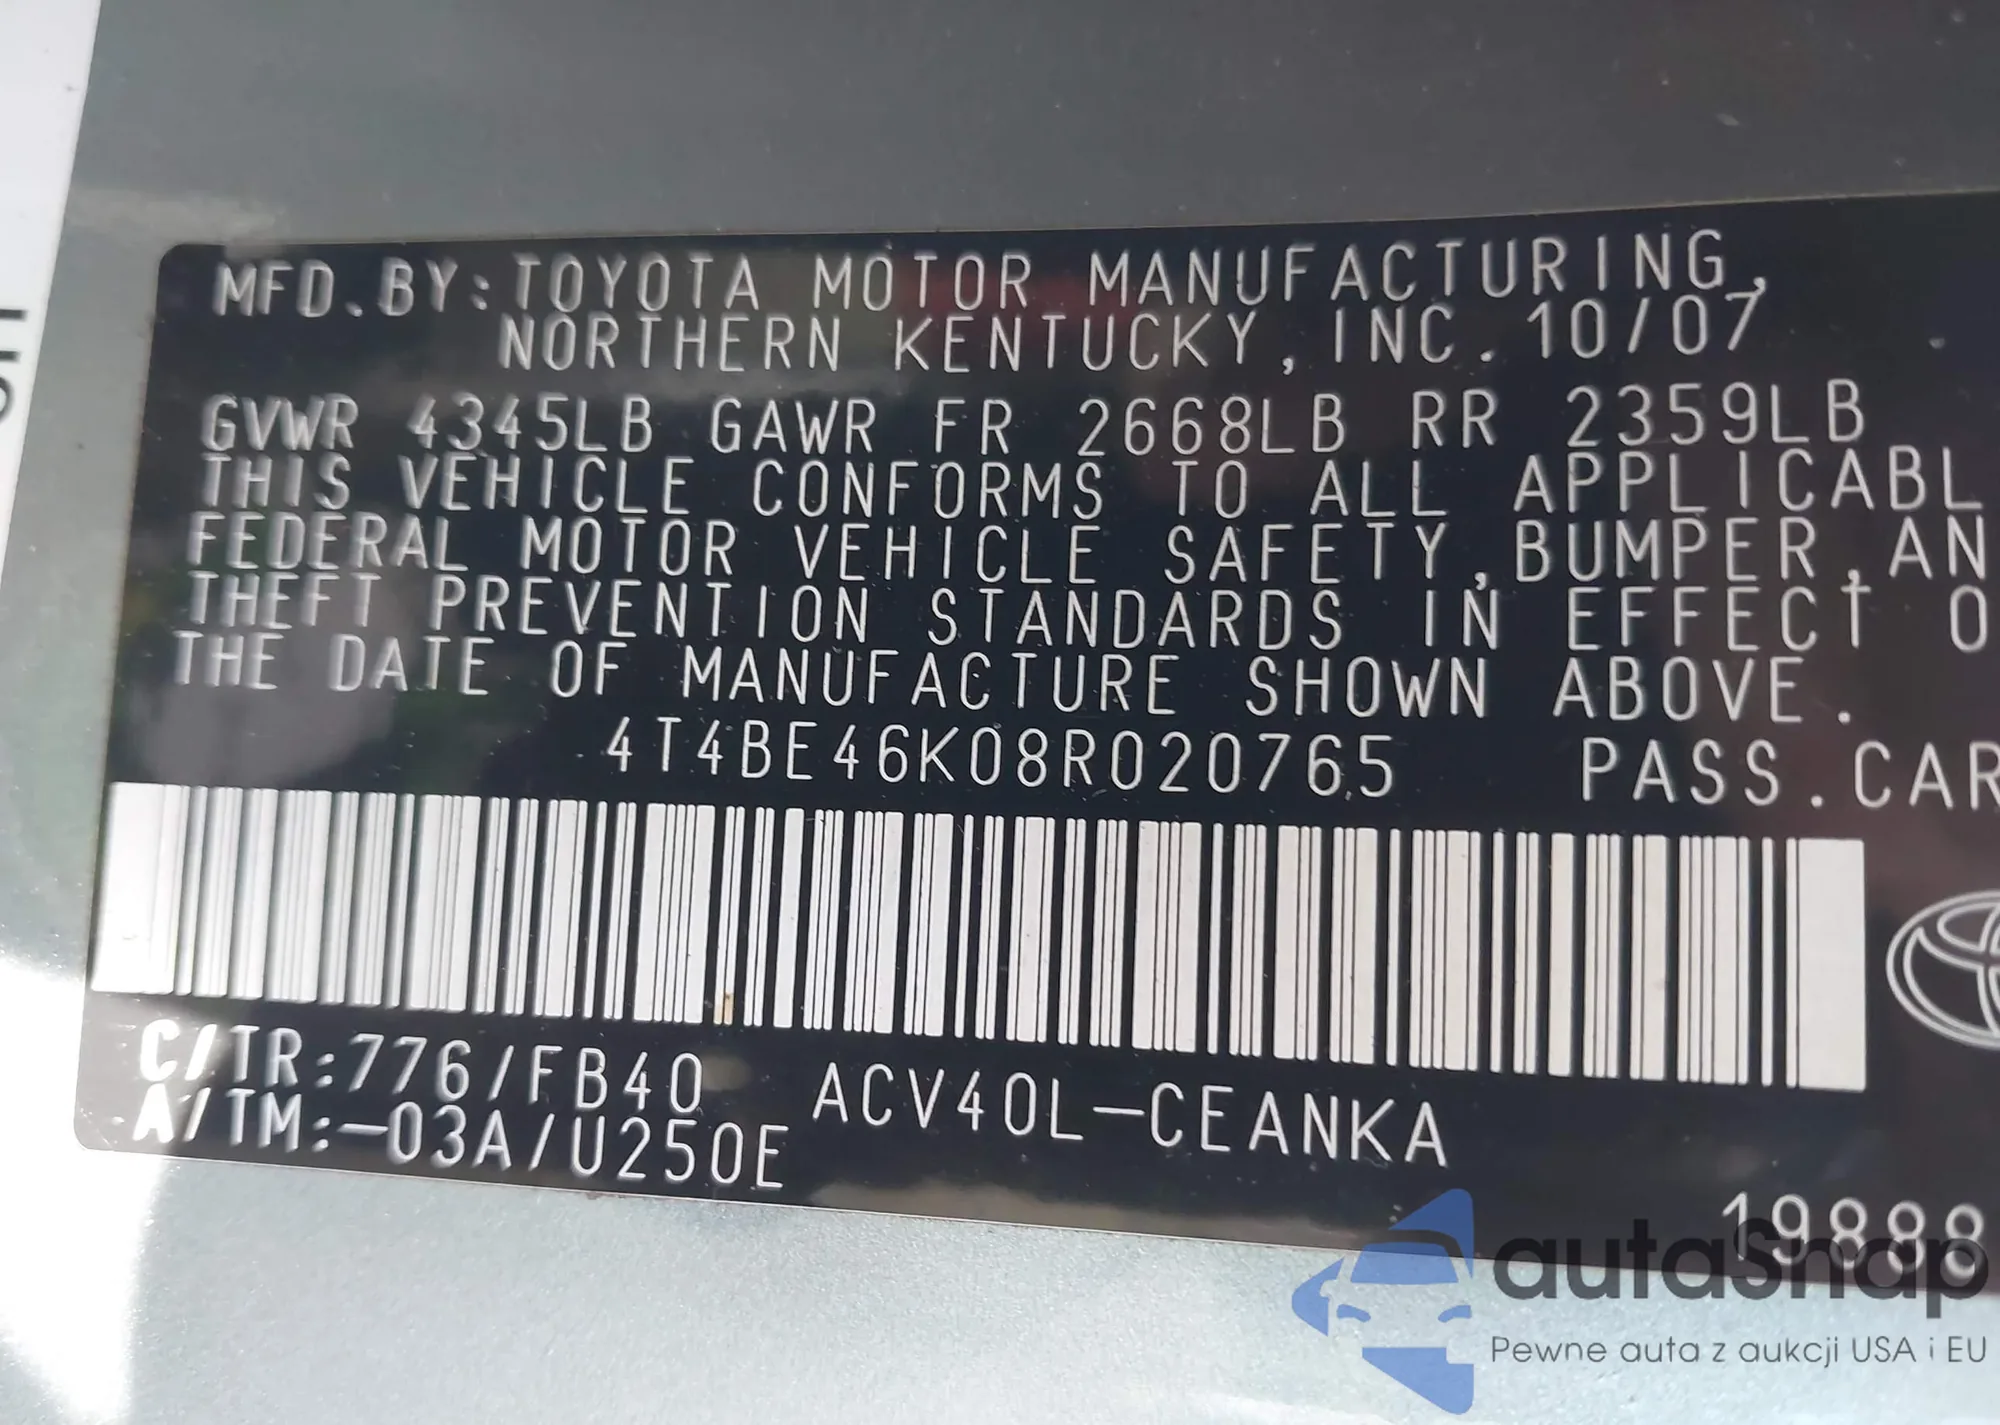 MFD.BY:TOYOTA MOTOR MANUFACTURING,
NORTHERN KENTUCKY,INC.10/07
GVWR 4345LB GAWR FR 2668LB RR 2359LB
THIS VEHICLE CONFORMS TO ALL APPLICABL
FEDERAL MOTOR VEHICLE SAFETY,BUMPER,AN
THEFT PREVENTION STANDARDS IN EFFECT O
THE DATE OF MANUFACTURE SHOWN ABOVE.
4T4BE46K08R020765 PASS.CAR
C/TR:776/FB40 ACV40L-CEANKA
A/TM:-03A/U250E
19888
autaSnap
Pewne auta z aukcji USA i EU